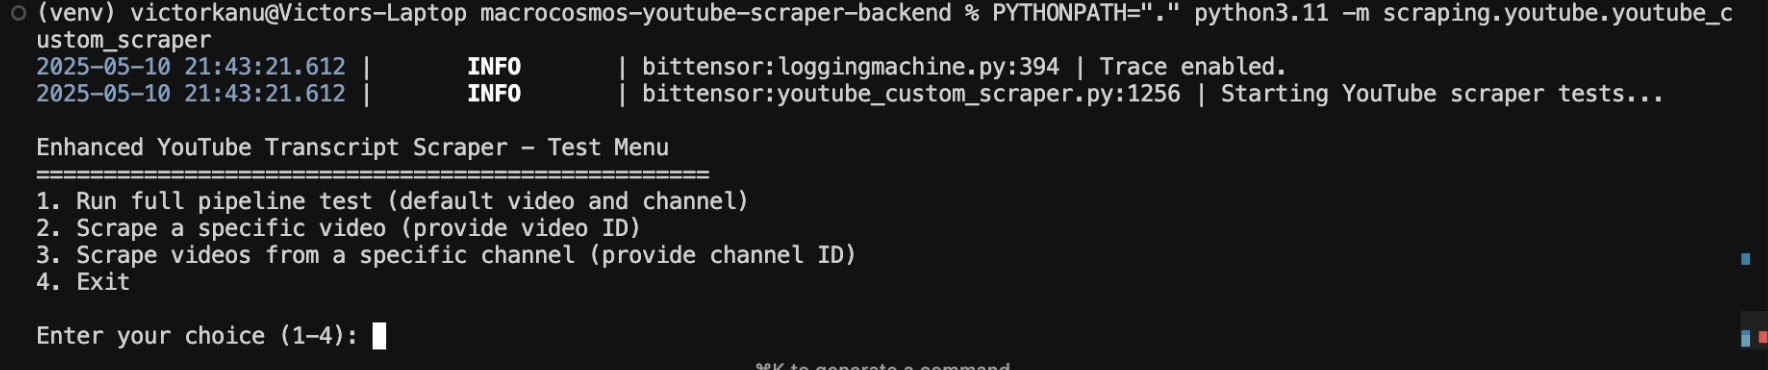 (venv) victorkanu@Victors-Laptop macrocosmos-youtube-scraper-backend % PYTHONPATH="." python3.11 -m scraping.youtube.youtube_c
ustom_scraper
2025-05-10 21:43:21.612 | INFO | bittensor:loggingmachine.py:394 | Trace enabled.
2025-05-10 21:43:21.612 | INFO | bittensor:youtube_custom_scraper.py:1256 | Starting YouTube scraper tests...
Enhanced YouTube Transcript Scraper - Test Menu
==================================================
1. Run full pipeline test (default video and channel)
2. Scrape a specific video (provide video ID)
3. Scrape videos from a specific channel (provide channel ID)
4. Exit
Enter your choice (1-4):
⌘K to generate a command